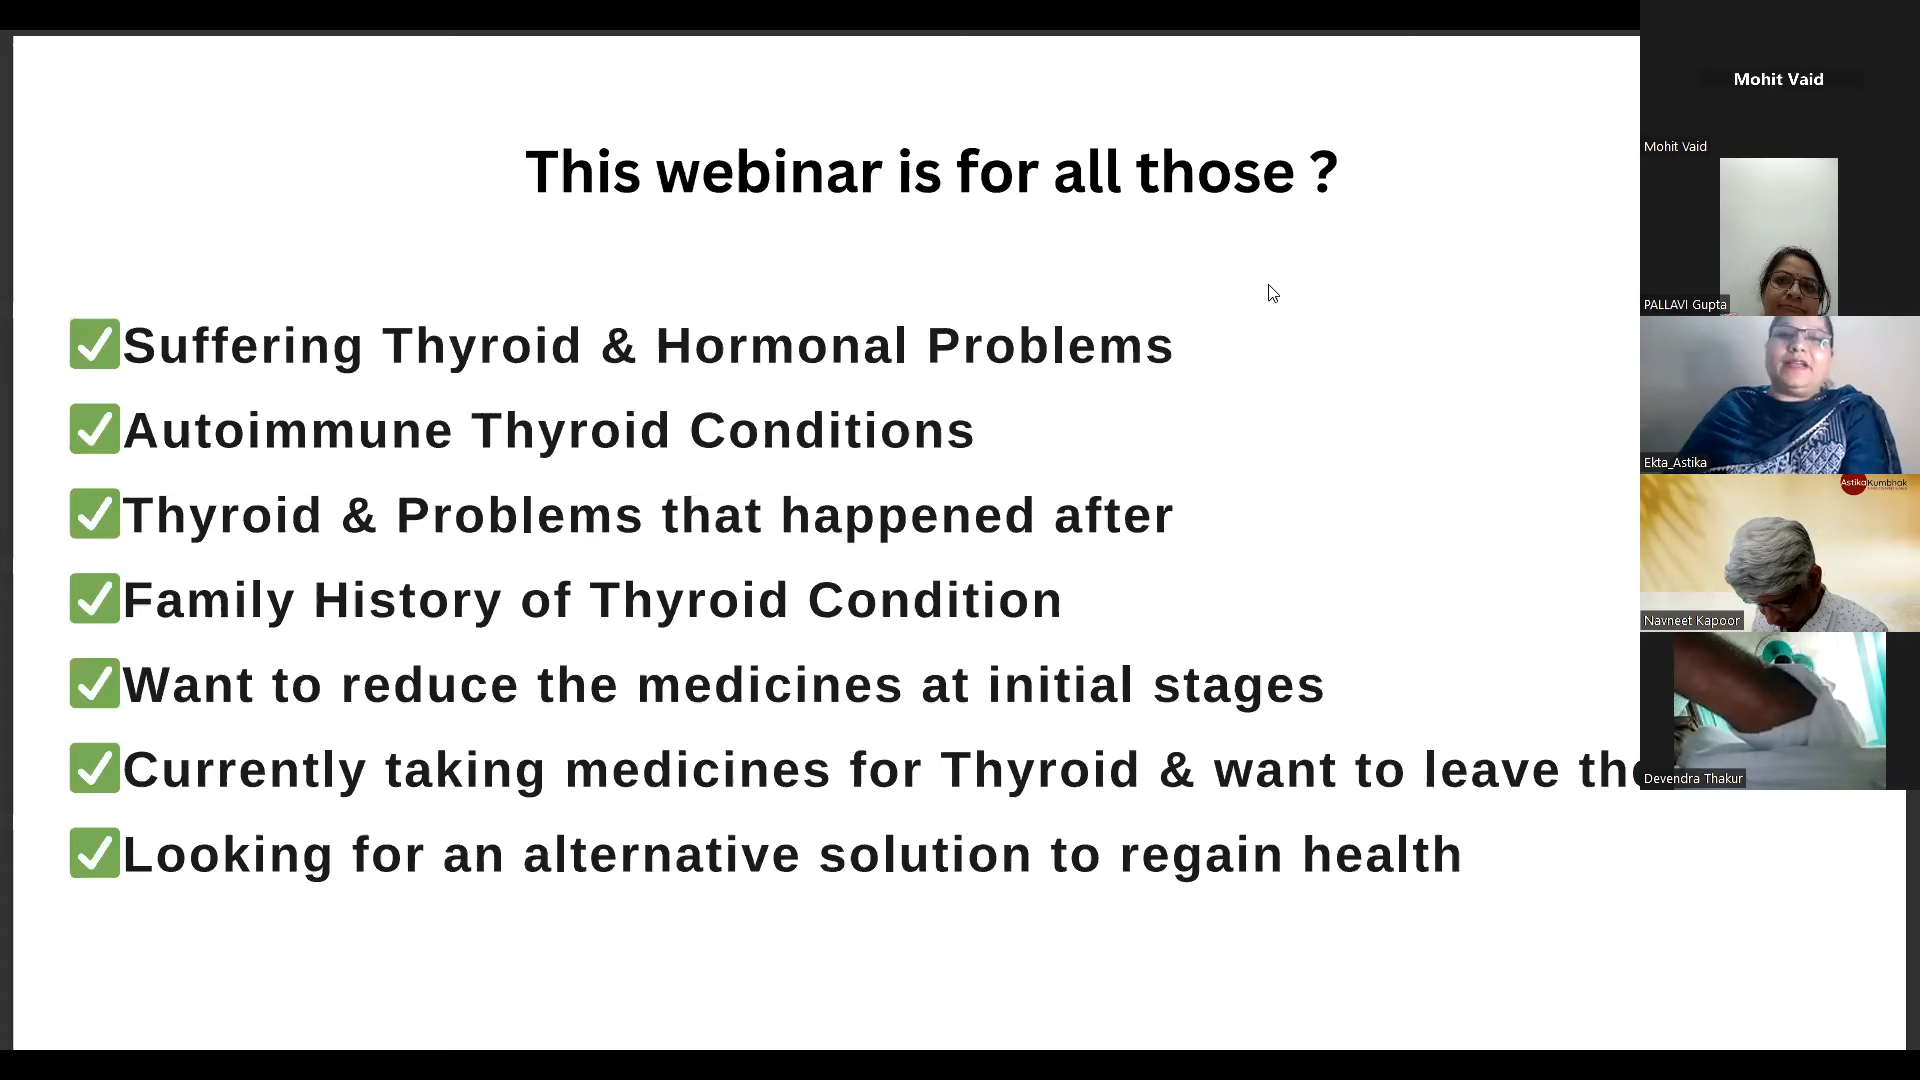 This webinar is for all those ?
✅Suffering Thyroid & Hormonal Problems
✅Autoimmune Thyroid Conditions
✅Thyroid & Problems that happened after
✅Family History of Thyroid Condition
✅Want to reduce the medicines at initial stages
✅Currently taking medicines for Thyroid & want to leave
✅Looking for an alternative solution to regain health
Mohit Vaid
Mohit Vaid
PALLAVI Gupta
Ekta_Astika
AstikaKumbhak
Navneet Kapoor
Devendra Thakur